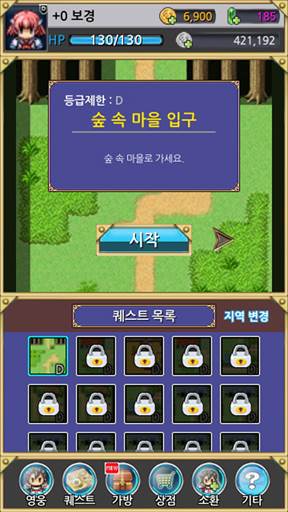 +0 보경
6,900
185
HP
130/130
421,192
등급제한 : D
숲 속 마을 입구
숲 속 마을로 가세요.
시작
퀘스트 목록
지역 변경
D
NEW
영웅
퀘스트
가방
상점
소환
기타